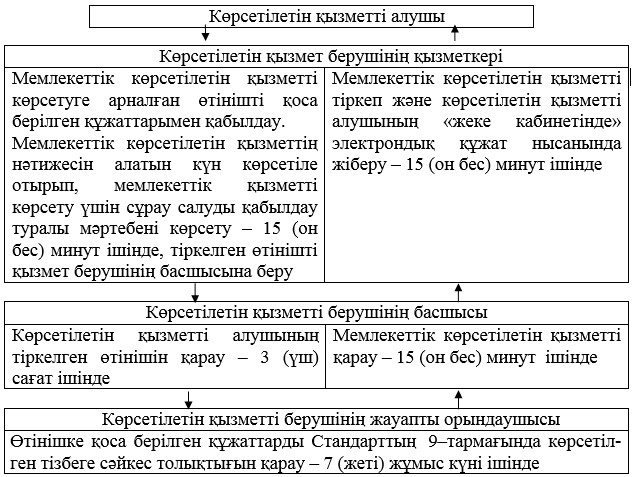 Көрсетілетін қызметті алушы
Көрсетілетін қызмет берушінің қызметкері
Мемлекеттік көрсетілетін қызметті
көрсетуге арналған өтінішті қоса
берілген құжаттарымен қабылдау.
Мемлекеттік көрсетілетін қызметтің
нәтижесін алатын күн көрсетіле
отырып, мемлекеттік қызметті
көрсету үшін сұрау салуды қабылдау
туралы мәртебені көрсету – 15 (он
бес) минут ішінде, тіркелген өтінішті
қызмет берушінің басшысына беру
Мемлекеттік көрсетілетін қызметті
тіркеп және көрсетілетін қызметті
алушының «жеке кабинетінде»
электрондық құжат нысанында
жіберу – 15 (он бес) минут ішінде
Көрсетілетін қызметті берушінің басшысы
Көрсетілетін қызметті алушының
тіркелген өтінішін қарау – 3 (үш)
сағат ішінде
Мемлекеттік көрсетілетін қызметті
қарау – 15 (он бес) минут ішінде
Көрсетілетін қызметті берушінің жауапты орындаушысы
Өтінішке қоса берілген құжаттарды Стандарттың 9–тармағында көрсетіл-
ген тізбеге сәйкес толықтығын қарау – 7 (жеті) жұмыс күні ішінде